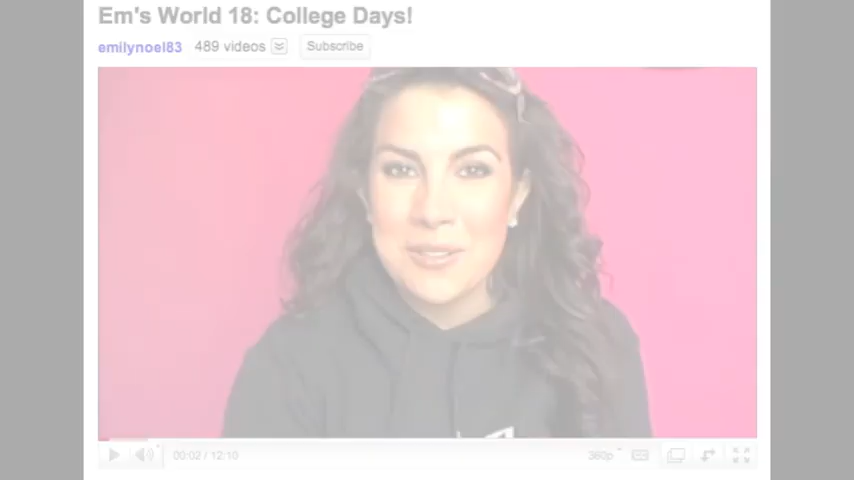 Em's World 18: College Days!
emilynoel83 489 videos Subscribe
00:02 / 12:10 360p